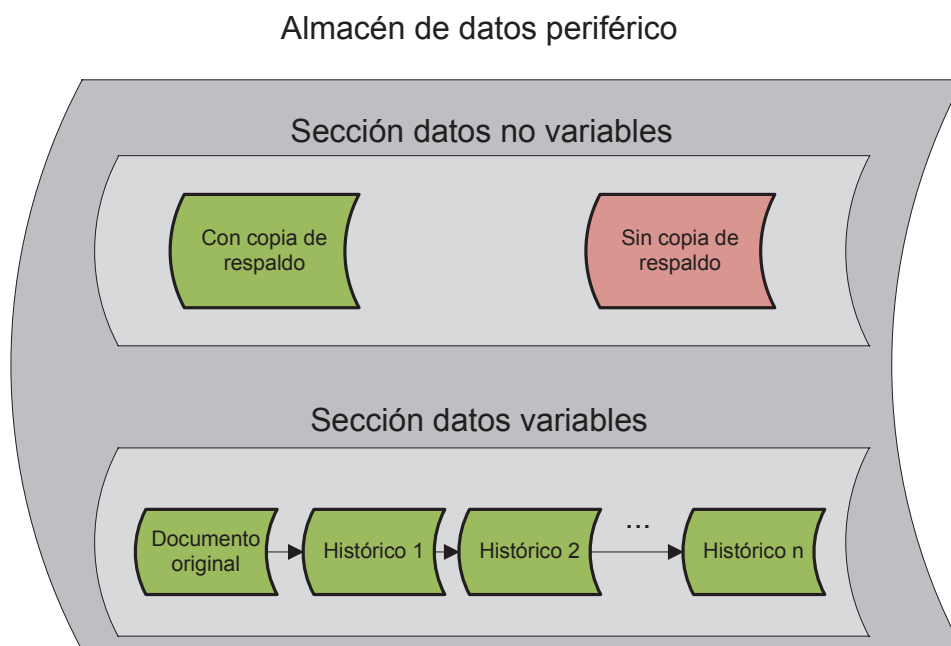 Almacén de datos periférico
Sección datos no variables
Con copia de
respaldo
Sin copia de
respaldo
Sección datos variables
Documento
original
Histórico 1
Histórico 2
...
Histórico n